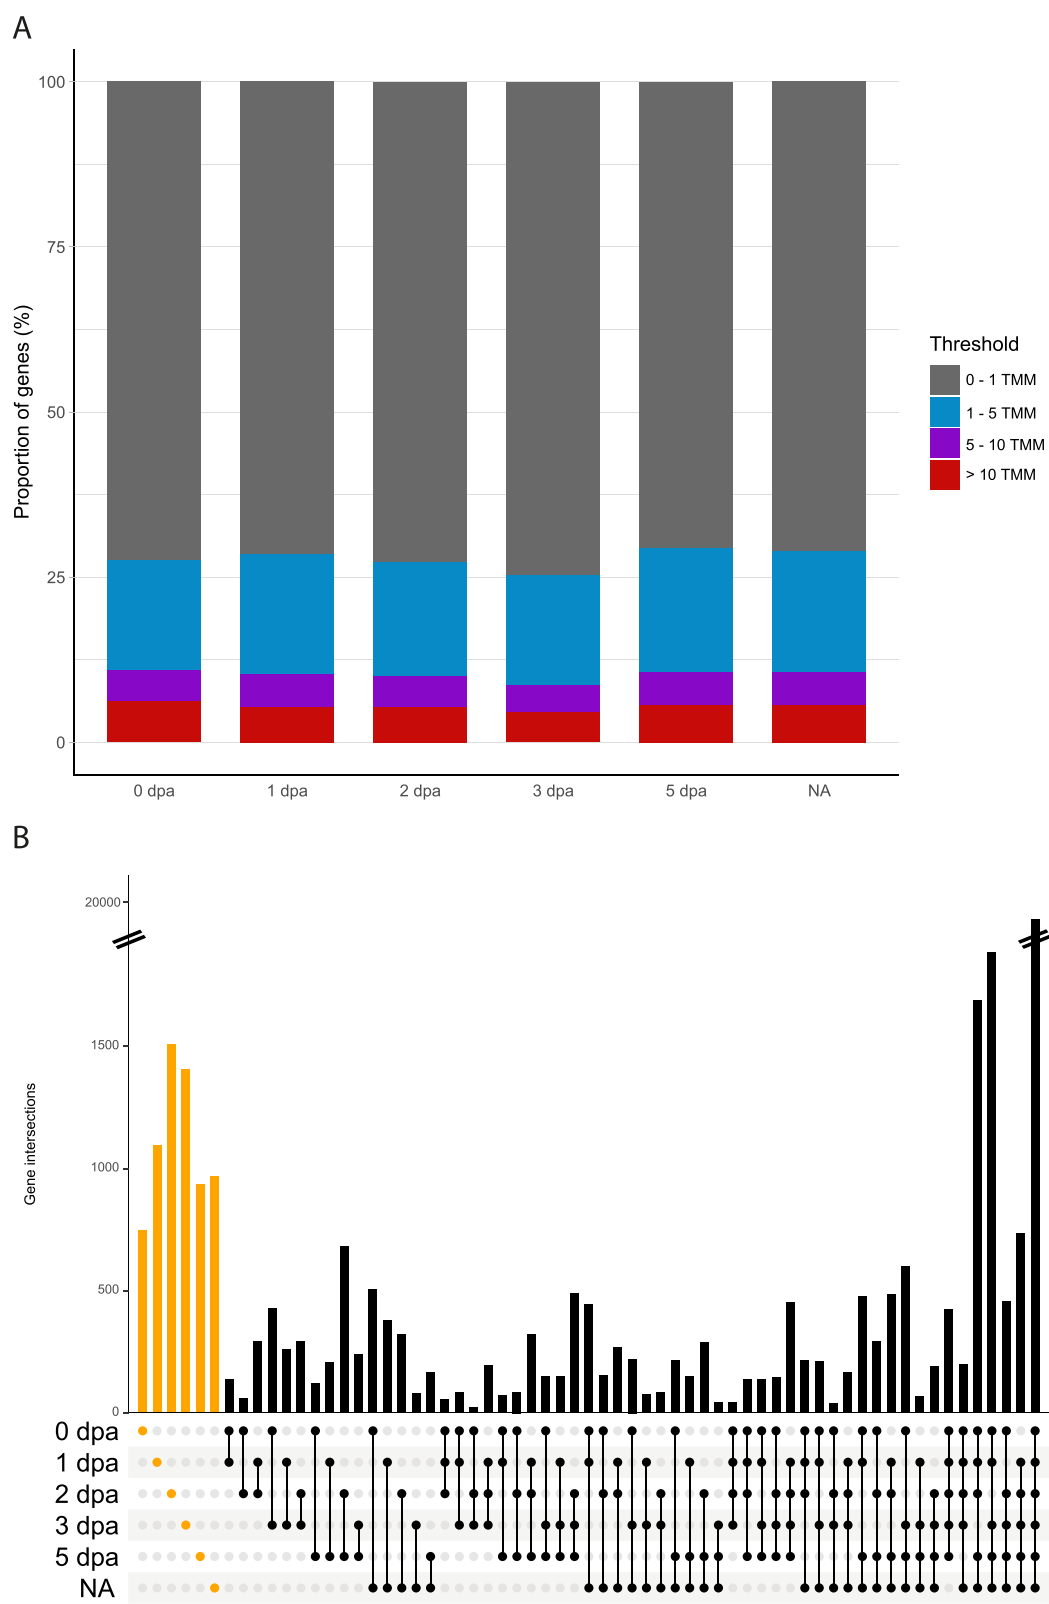 A
Proportion of genes (%)
100
75
50
25
0
0 dpa
1 dpa
2 dpa
3 dpa
5 dpa
NA
Threshold
0 - 1 TMM
1 - 5 TMM
5 - 10 TMM
> 10 TMM
B
Gene intersections
20000
1500
1000
500
0
0 dpa
1 dpa
2 dpa
3 dpa
5 dpa
NA